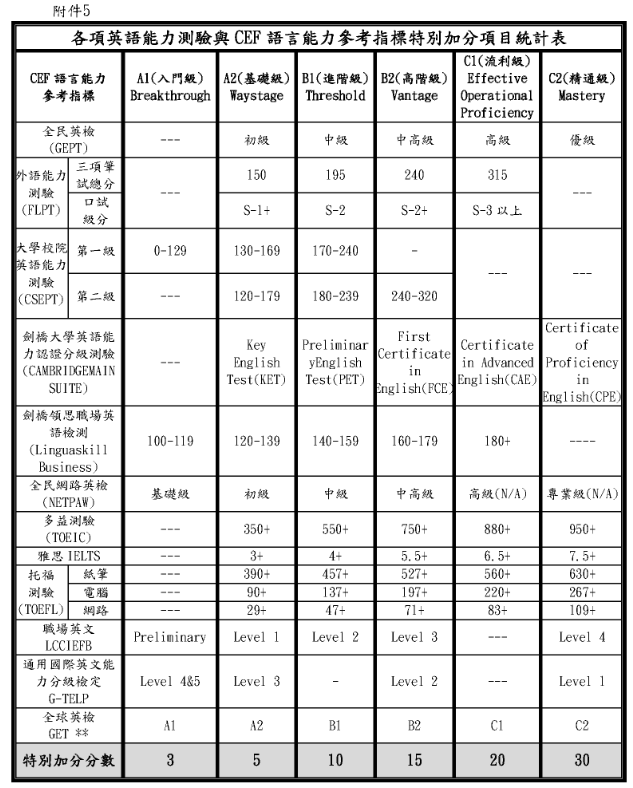 附件5
各項英語能力測驗與 CEF 語言能力參考指標特別加分項目統計表
CEF 語言能力
參考指標
A1(入門級)
Breakthrough
A2(基礎級)
Waystage
B1(進階級)
Threshold
B2(高階級)
Vantage
C1(流利級)
Effective
Operational
Proficiency
C2(精通級)
Mastery
全民英檢
(GEPT)
---
初級
中級
中高級
高級
優級
外語能力
測驗
(FLPT)
三項筆
試總分
---
150
195
240
315
---
口試
級分
S-1+
S-2
S-2+
S-3 以上
大學校院
英語能力
測驗
(CSEPT)
第一級
0-129
130-169
170-240
-
---
---
第二級
---
120-179
180-239
240-320
劍橋大學英語能
力認證分級測驗
(CAMBRIDGEMAIN
SUITE)
---
Key
English
Test(KET)
Preliminar
yEnglish
Test(PET)
First
Certificate
in
English(FCE)
Certificate
in Advanced
English(CAE)
Certificate
of
Proficiency
in
English(CPE)
劍橋領思職場英
語檢測
(Linguaskill
Business)
100-119
120-139
140-159
160-179
180+
----
全民網路英檢
(NETPAW)
基礎級
初級
中級
中高級
高級(N/A)
專業級(N/A)
多益測驗
(TOEIC)
---
350+
550+
750+
880+
950+
雅思 IELTS
---
3+
4+
5.5+
6.5+
7.5+
托福
測驗
(TOEFL)
紙筆
---
390+
457+
527+
560+
630+
電腦
---
90+
137+
197+
220+
267+
網路
---
29+
47+
71+
83+
109+
職場英文
LCCIEFB
Preliminary
Level 1
Level 2
Level 3
---
Level 4
通用國際英文能
力分級檢定
G-TELP
Level 4&5
Level 3
-
Level 2
---
Level 1
全球英檢
GET **
A1
A2
B1
B2
C1
C2
特別加分分數
3
5
10
15
20
30